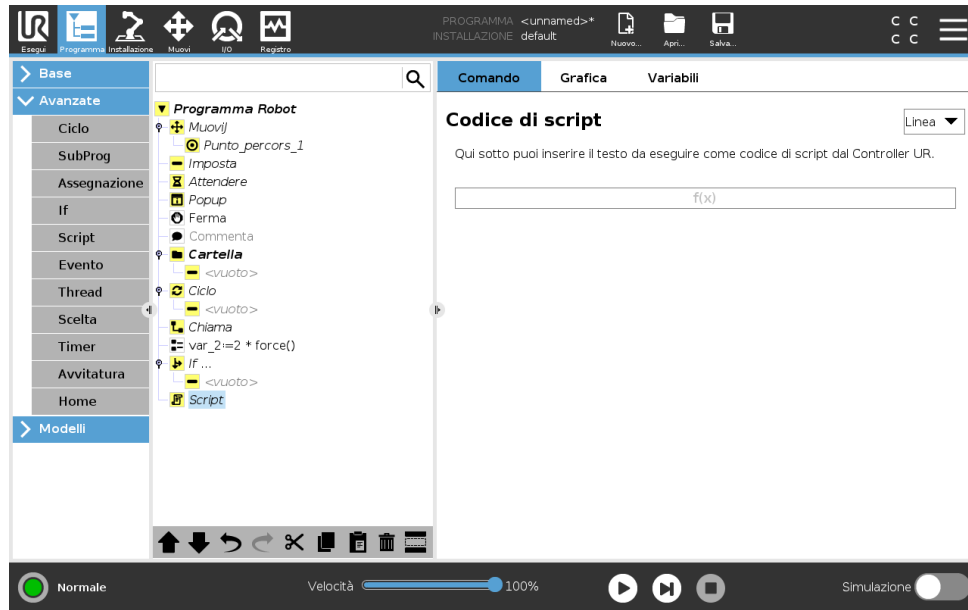 Esegui
Programma
Installazione
Muovi
I/O
Registro
PROGRAMMA <unnamed>*
INSTALLAZIONE default
Nuovo...
Apri...
Salva...
C C
C C
Base
Avanzate
Ciclo
SubProg
Assegnazione
If
Script
Evento
Thread
Scelta
Timer
Avvitatura
Home
Modelli
Programma Robot
MuoviJ
Punto_percors_1
Imposta
Attendere
Popup
Ferma
Commenta
Cartella
<vuoto>
Ciclo
<vuoto>
Chiama
var_2:=2 * force()
If ...
<vuoto>
Script
Comando Grafica Variabili
Codice di script
Linea
Qui sotto puoi inserire il testo da eseguire come codice di script dal Controller UR.
f(x)
Normale
Velocità 100%
Simulazione